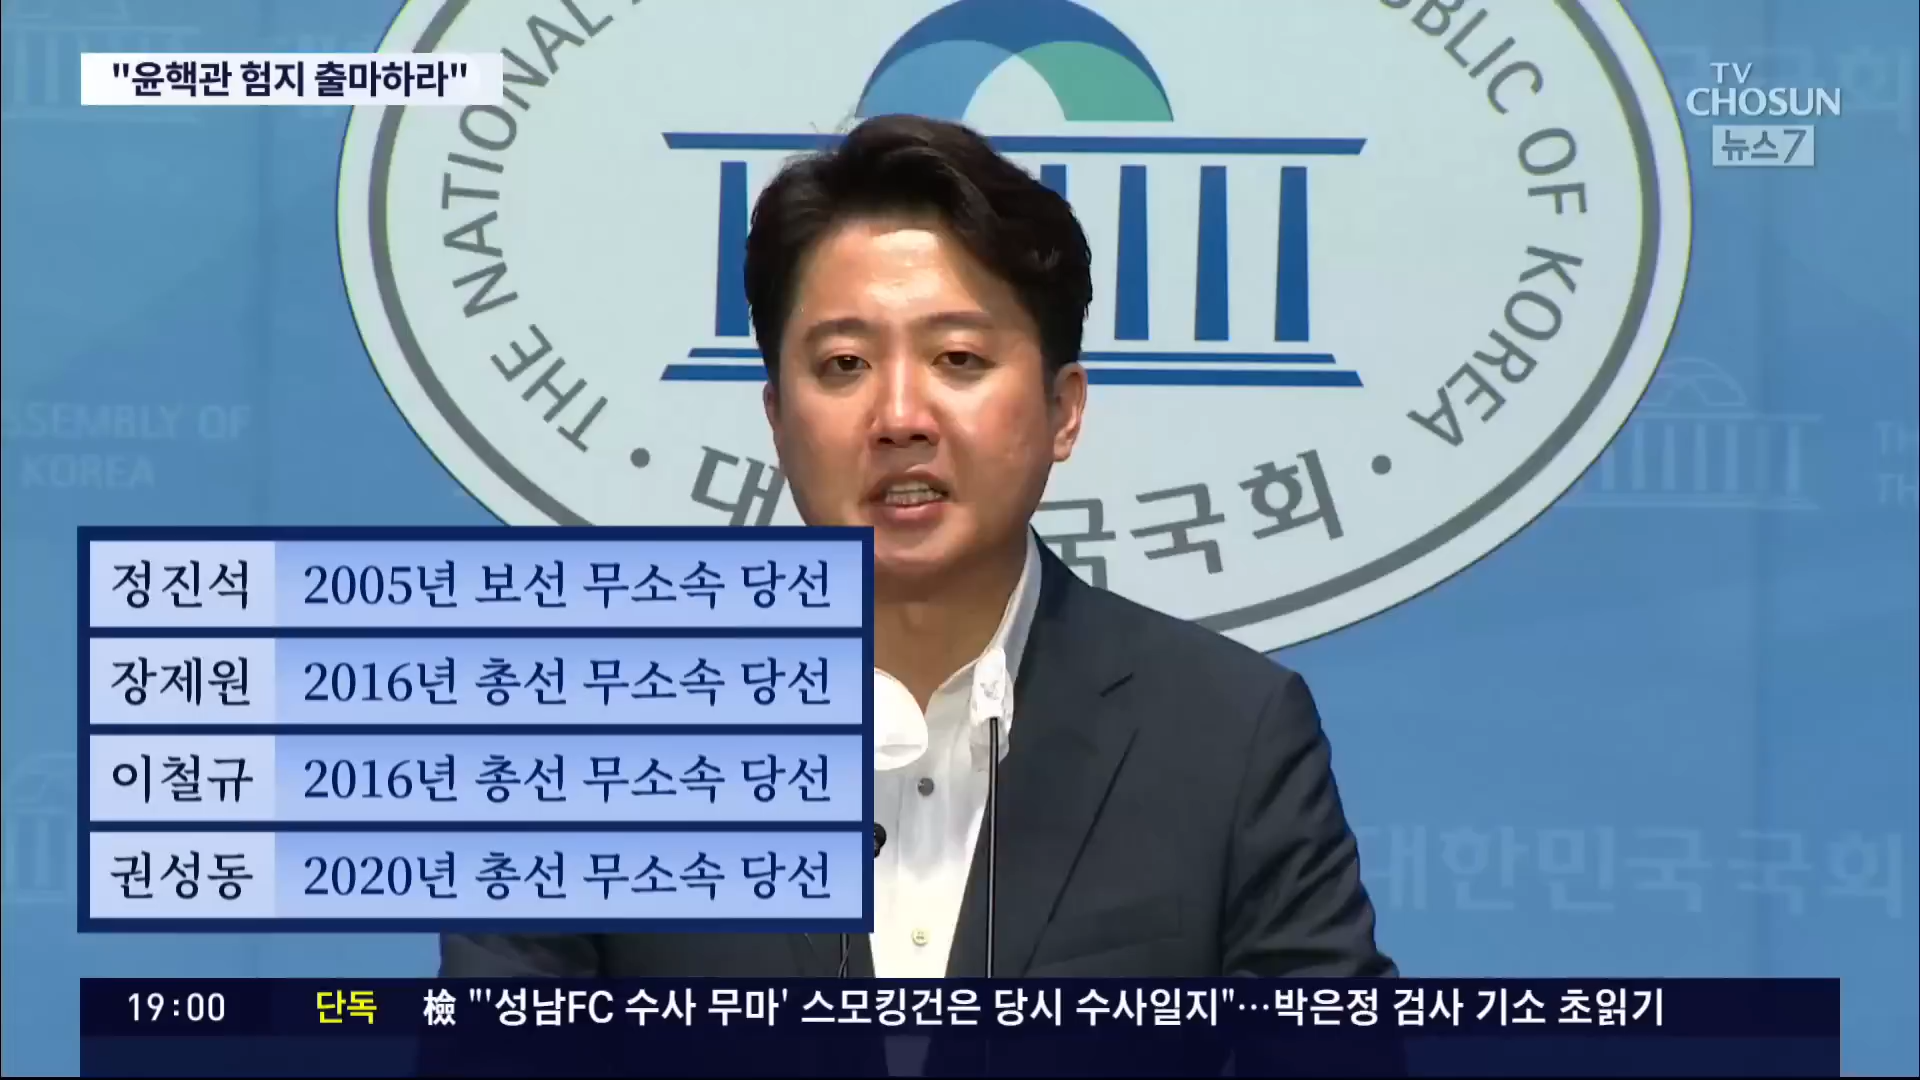 "윤핵관 험지 출마하라"
TV
CHOSUN
뉴스7
THE NATIONAL
PUBLIC OF KOREA
국국회
SSEMBLY OF
KOREA
대한민국국회
정진석 2005년 보선 무소속 당선
장제원 2016년 총선 무소속 당선
이철규 2016년 총선 무소속 당선
권성동 2020년 총선 무소속 당선
19:00 단독 檢 "'성남FC 수사 무마' 스모킹건은 당시 수사일지"…박은정 검사 기소 초읽기